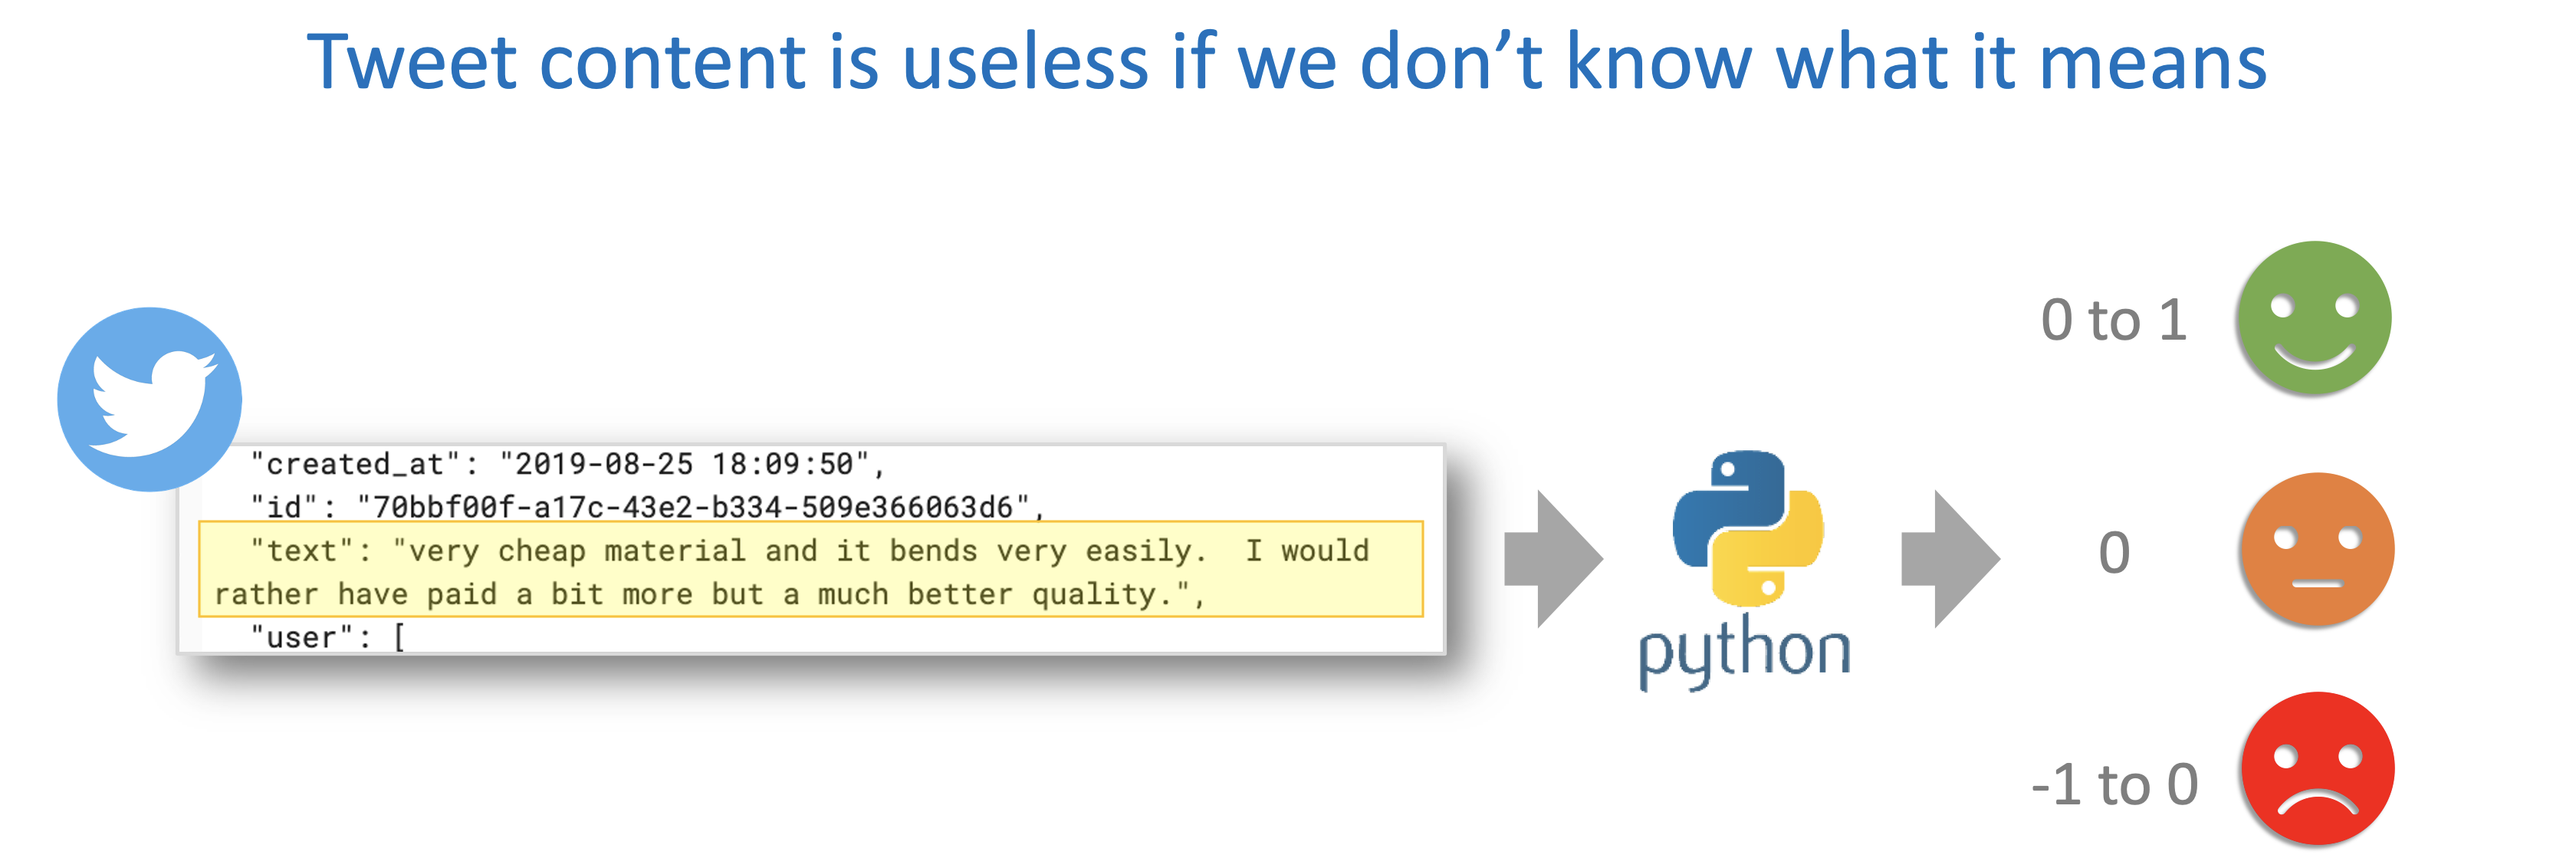 Tweet content is useless if we don’t know what it means
"created_at": "2019-08-25 18:09:50",
"id": "70bbf00f-a17c-43e2-b334-509e366063d6",
"text": "very cheap material and it bends very easily.  I would
rather have paid a bit more but a much better quality.",
"user": [
python
0 to 1
0
-1 to 0